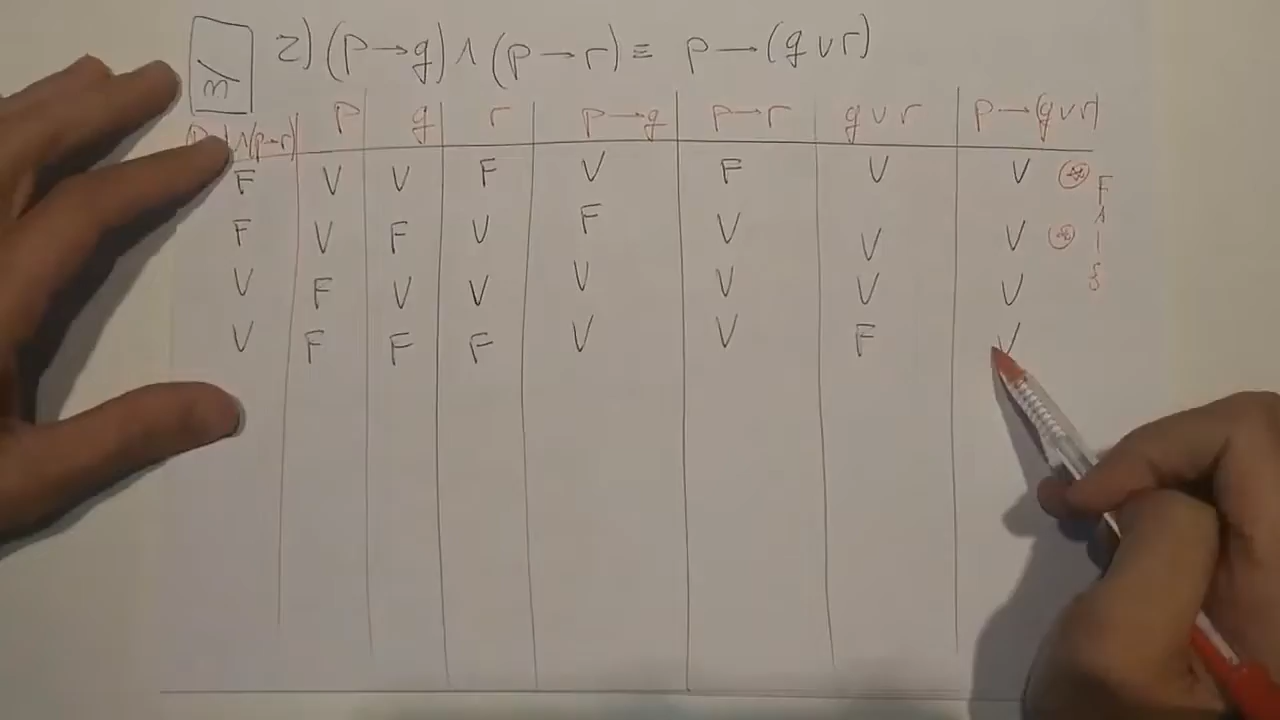 2) (p→q) ∧ (p→r) ≡ p→(q∨r)
m
∧(p→r) p q r p→q p→r q∨r p→(q∨r)
F V V F V F V V
F V F V F V V V
V F V V V V V V
V F F F V V F V